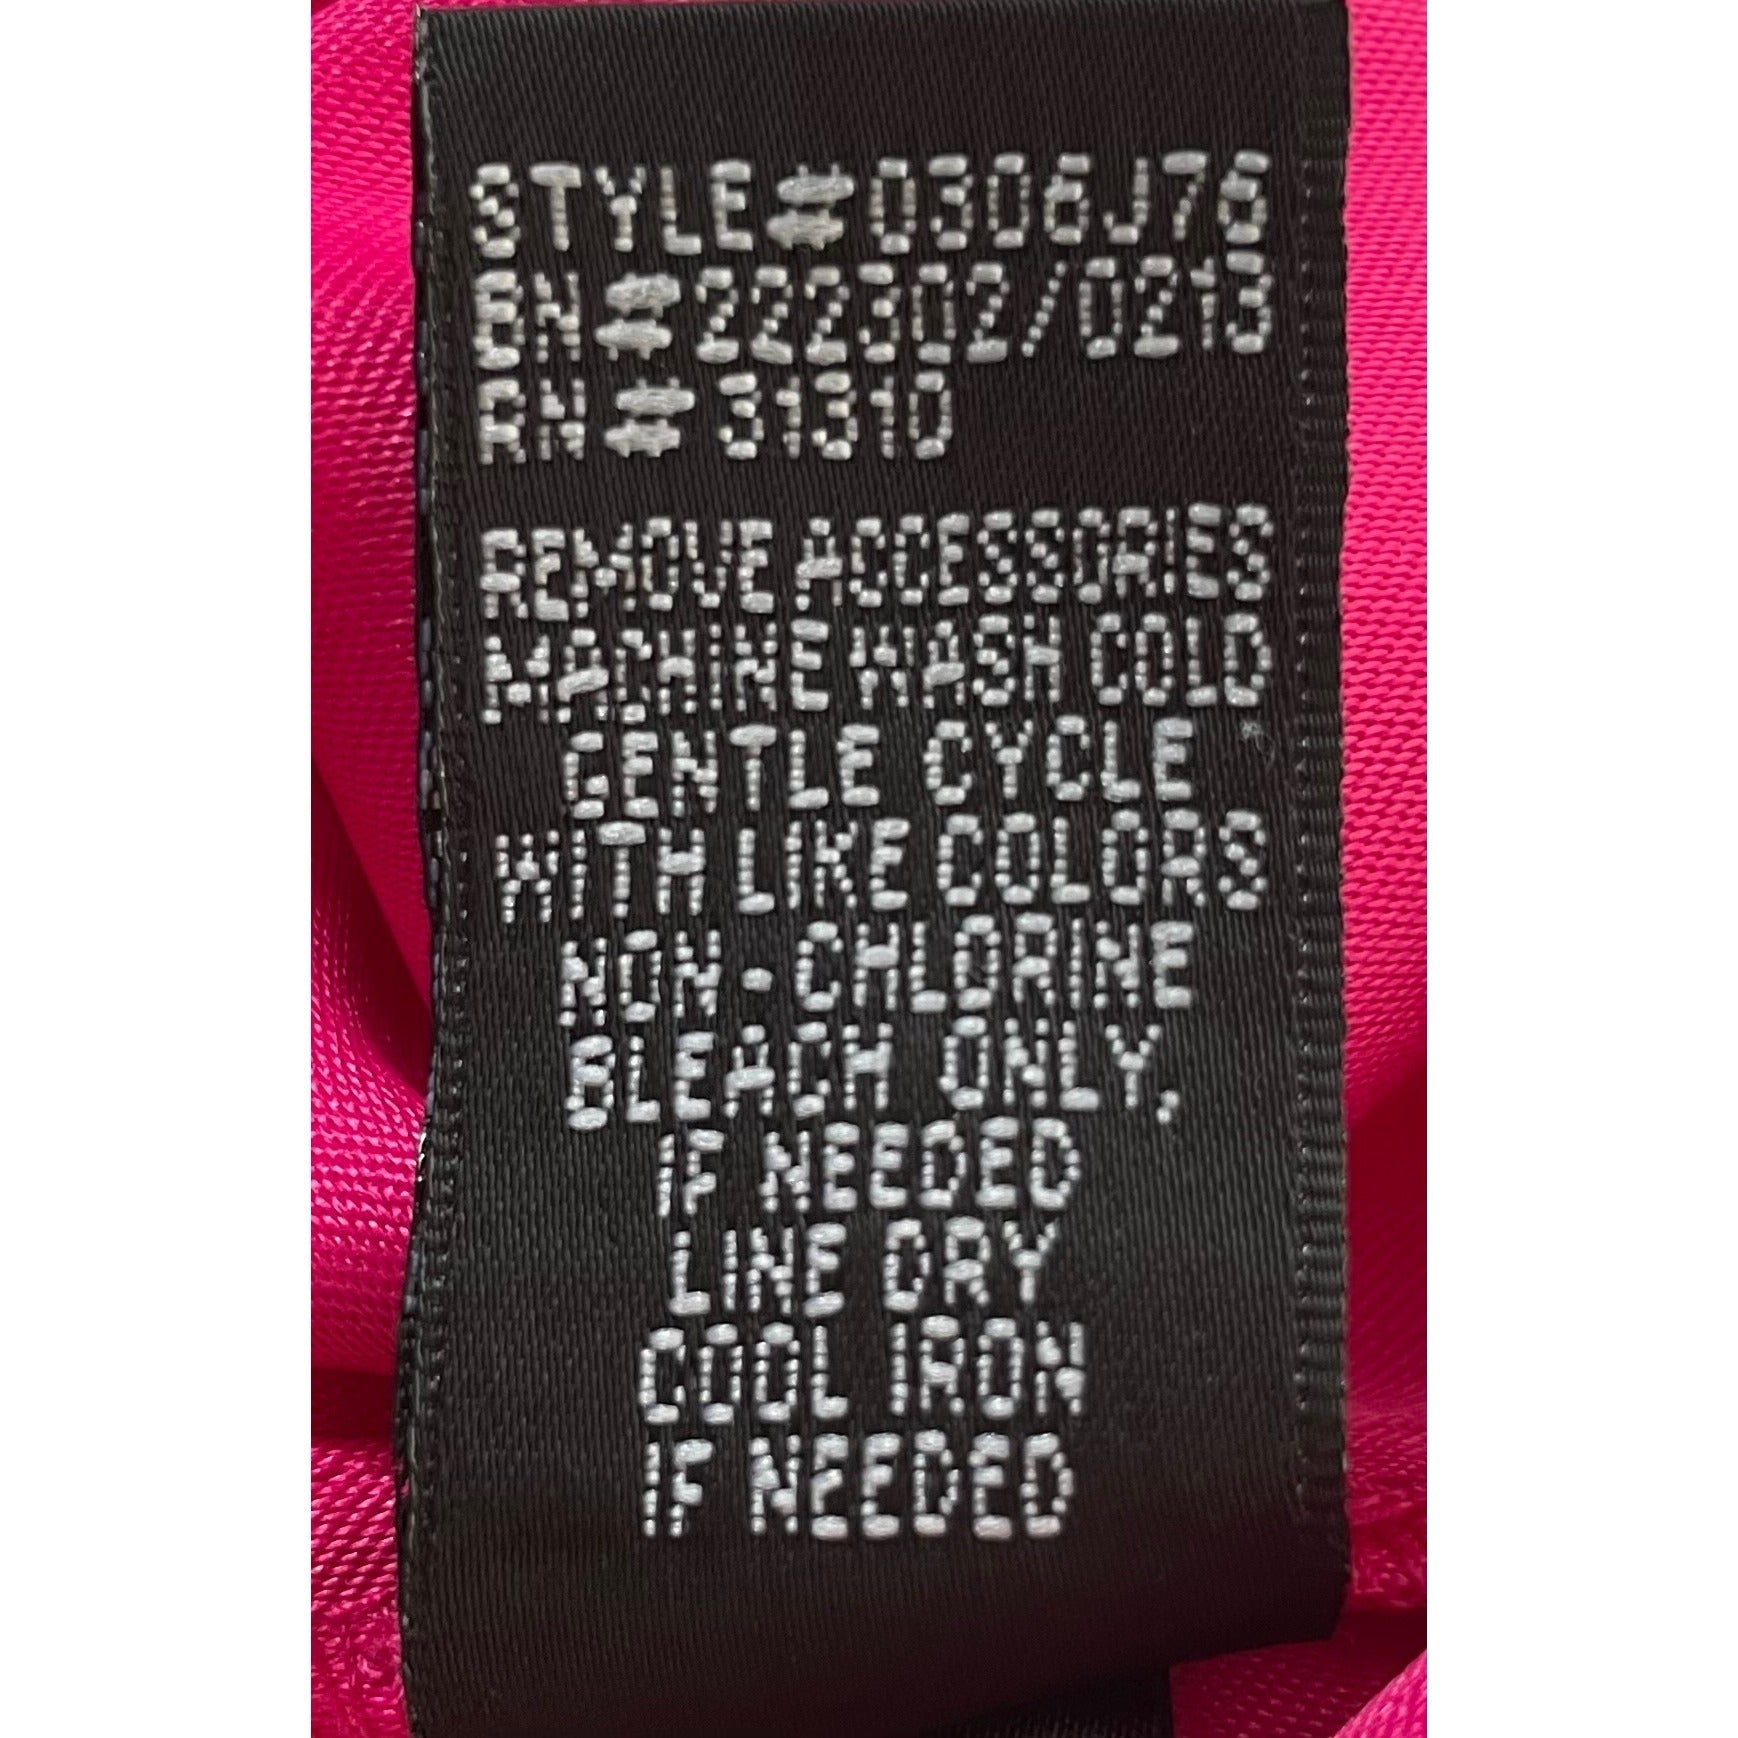 STYLE#0306J76
BN#222302/0213
RN#31310
REMOVE ACCESSORIES
MACHINE WASH COLD
GENTLE CYCLE
WITH LIKE COLORS
NON-CHLORINE
BLEACH ONLY,
IF NEEDED
LINE DRY
COOL IRON
IF NEEDED